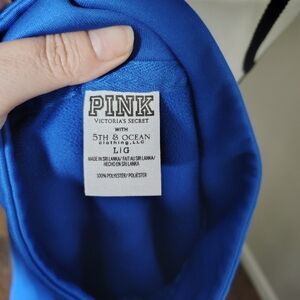 PINK
VICTORIA'S SECRET
WITH
5TH & OCEAN
clothing, LLC
L|G
MADE IN SRI LANKA/ FAIT AU SRI LANKA/
HECHO EN SRI LANKA
100% POLYESTER/ POLYESTER